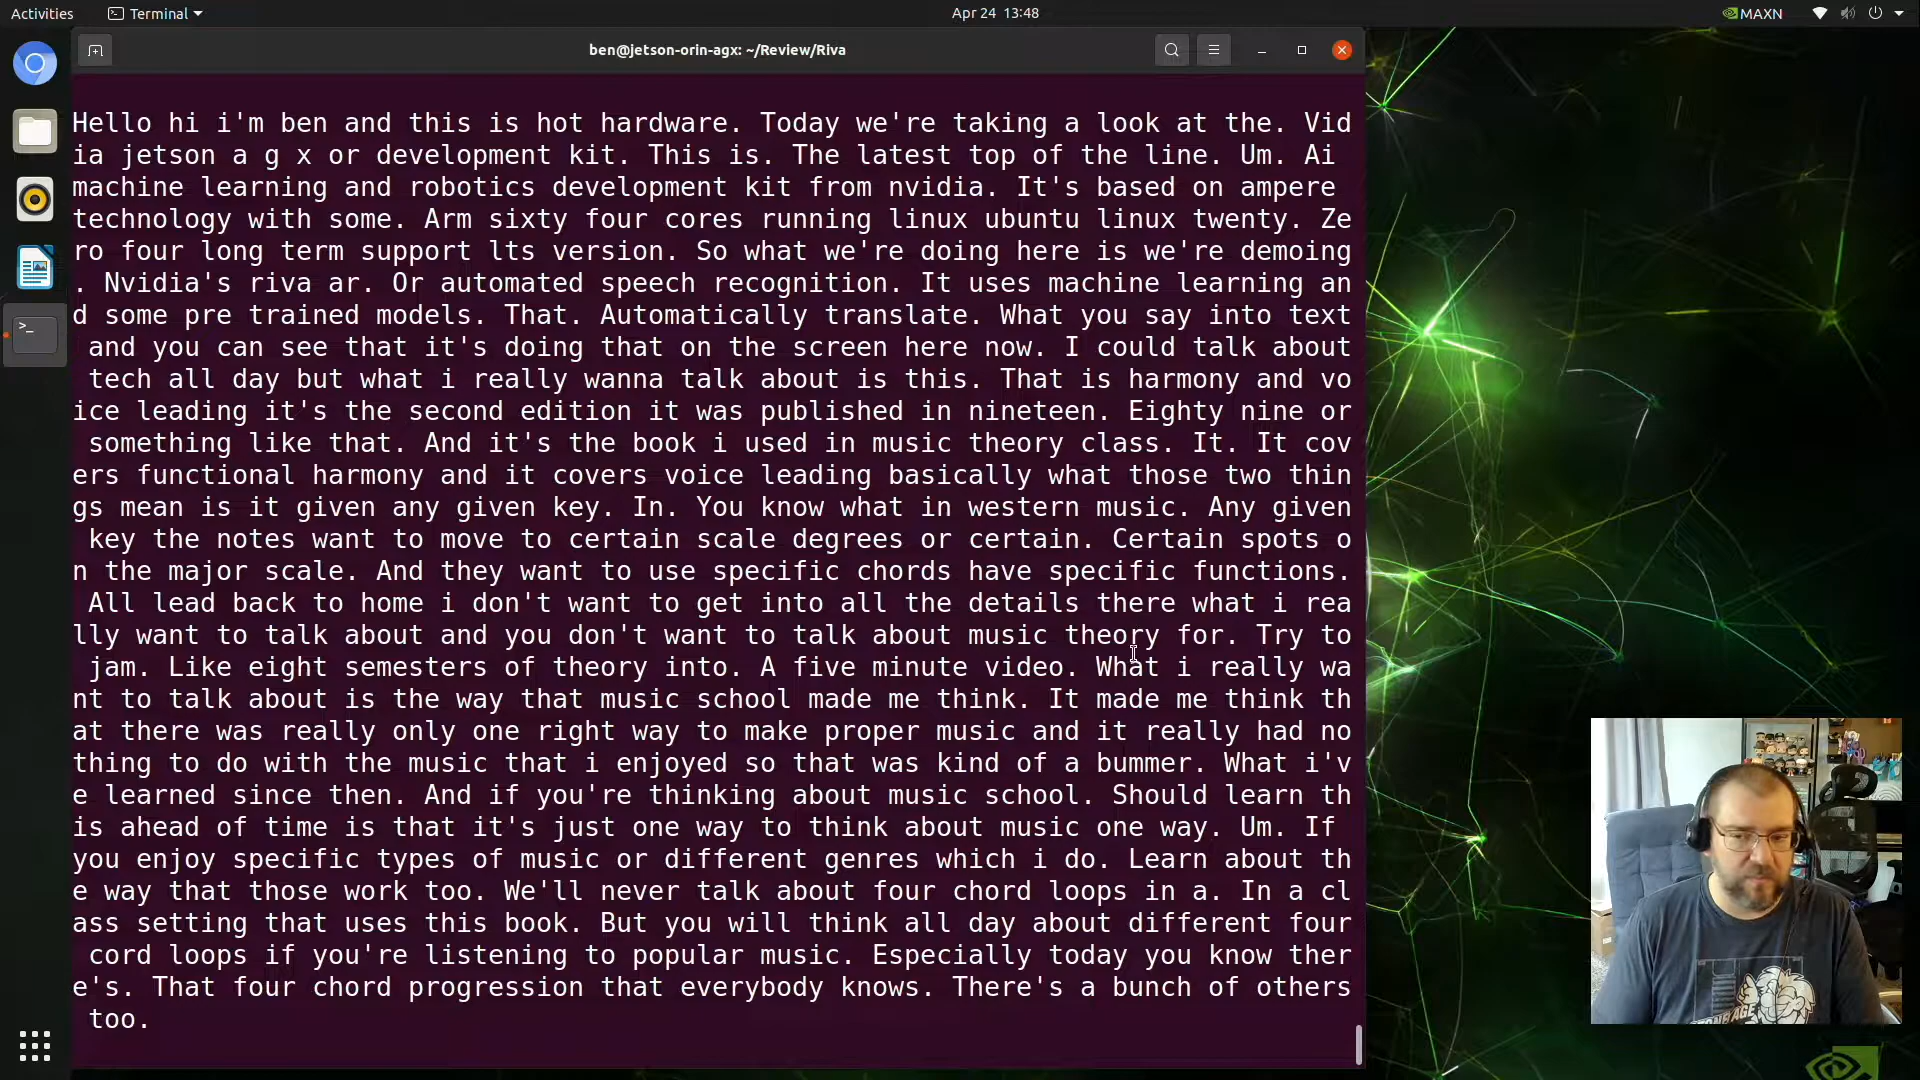 Activities
Terminal
Apr 24 13:48
MAXN
ben@jetson-orin-agx: ~/Review/Riva
Hello hi i'm ben and this is hot hardware. Today we're taking a look at the. Vid
ia jetson a g x or development kit. This is. The latest top of the line. Um. Ai
machine learning and robotics development kit from nvidia. It's based on ampere
technology with some. Arm sixty four cores running linux ubuntu linux twenty. Ze
ro four long term support lts version. So what we're doing here is we're demoing
. Nvidia's riva ar. Or automated speech recognition. It uses machine learning an
d some pre trained models. That. Automatically translate. What you say into text
and you can see that it's doing that on the screen here now. I could talk about
tech all day but what i really wanna talk about is this. That is harmony and vo
ice leading it's the second edition it was published in nineteen. Eighty nine or
something like that. And it's the book i used in music theory class. It. It cov
ers functional harmony and it covers voice leading basically what those two thin
gs mean is it given any given key. In. You know what in western music. Any given
key the notes want to move to certain scale degrees or certain. Certain spots o
n the major scale. And they want to use specific chords have specific functions.
All lead back to home i don't want to get into all the details there what i rea
lly want to talk about and you don't want to talk about music theory for. Try to
jam. Like eight semesters of theory into. A five minute video. What i really wa
nt to talk about is the way that music school made me think. It made me think th
at there was really only one right way to make proper music and it really had no
thing to do with the music that i enjoyed so that was kind of a bummer. What i'v
e learned since then. And if you're thinking about music school. Should learn th
is ahead of time is that it's just one way to think about music one way. Um. If
you enjoy specific types of music or different genres which i do. Learn about th
e way that those work too. We'll never talk about four chord loops in a. In a cl
ass setting that uses this book. But you will think all day about different four
cord loops if you're listening to popular music. Especially today you know ther
e's. That four chord progression that everybody knows. There's a bunch of others
too.